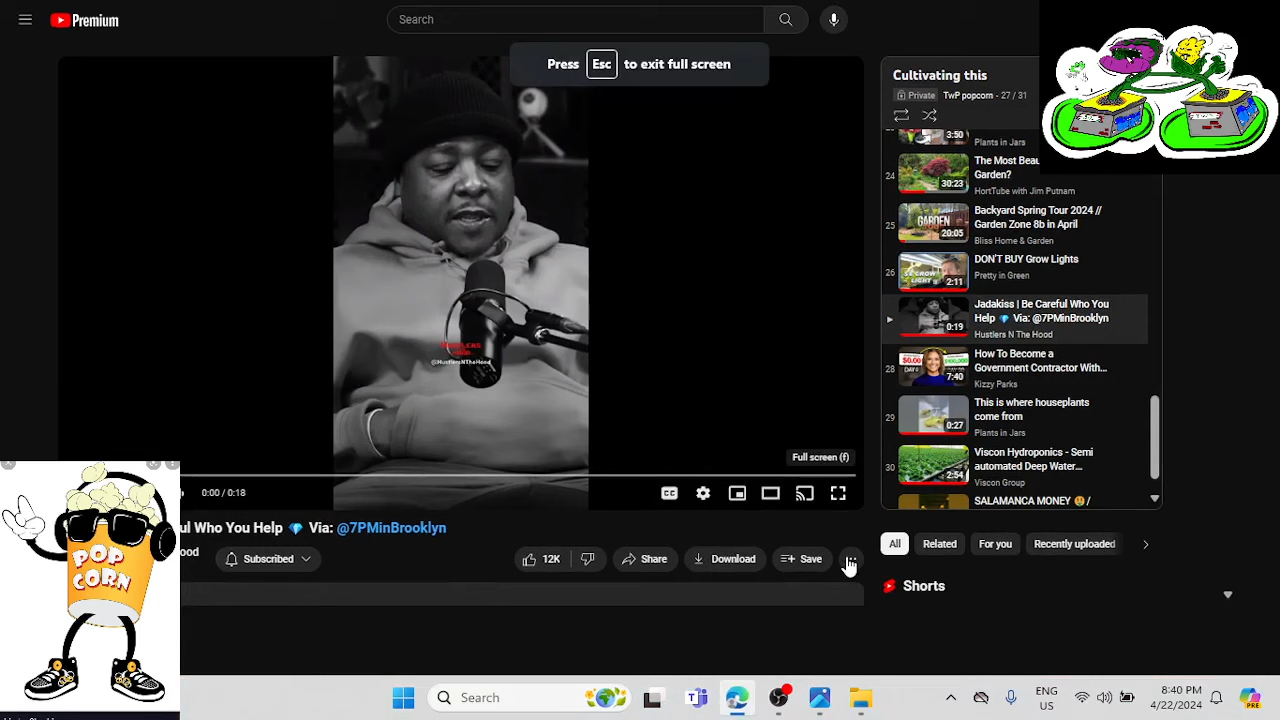 Premium
Search
Press Esc to exit full screen
HUSTLERS
@HustlersNTheHood
Full screen (f)
0:00 / 0:18
CC
ul Who You Help 💎 Via: @7PMinBrooklyn
ood
Subscribed
12K
Share
Download
Save
Cultivating this
Private
TwP popcorn - 27 / 31
3:50
Plants in Jars
24
30:23
The Most Beau
Garden?
HortTube with Jim Putnam
25
GARDEN
20:05
Backyard Spring Tour 2024 //
Garden Zone 8b in April
Bliss Home & Garden
26
2:11
DON'T BUY Grow Lights
Pretty in Green
0:19
Jadakiss | Be Careful Who You
Help 💎 Via: @7PMinBrooklyn
Hustlers N The Hood
28
7:40
How To Become a
Government Contractor With...
Kizzy Parks
29
0:27
This is where houseplants
come from
Plants in Jars
30
2:54
Viscon Hydroponics - Semi
automated Deep Water...
Viscon Group
SALAMANCA MONEY 🤑 /
All
Related
For you
Recently uploaded
Shorts
POP
CORN
Search
ENG
US
8:40 PM
4/22/2024
PRE